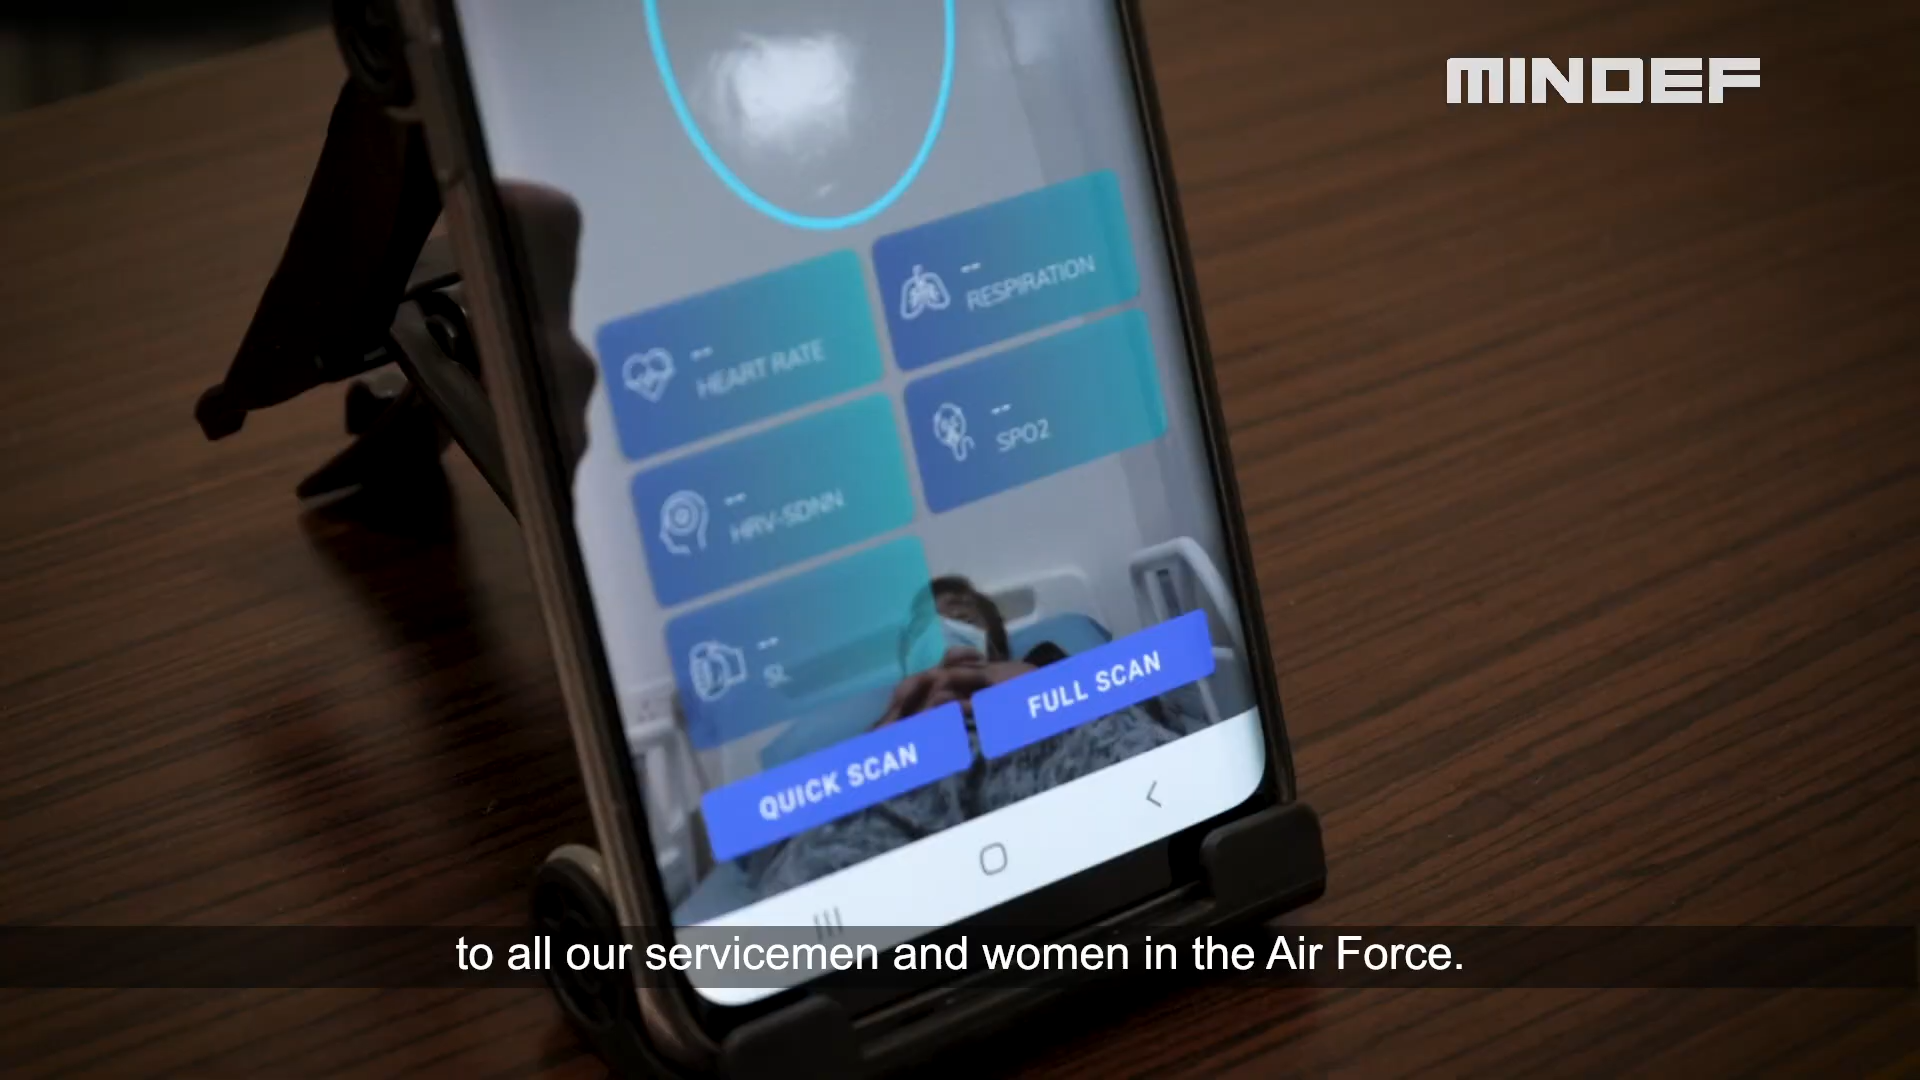 MINDEF
--
RESPIRATION
--
HEART RATE
--
SPO2
--
HRV-SDNN
--
SL
FULL SCAN
QUICK SCAN
to all our servicemen and women in the Air Force.